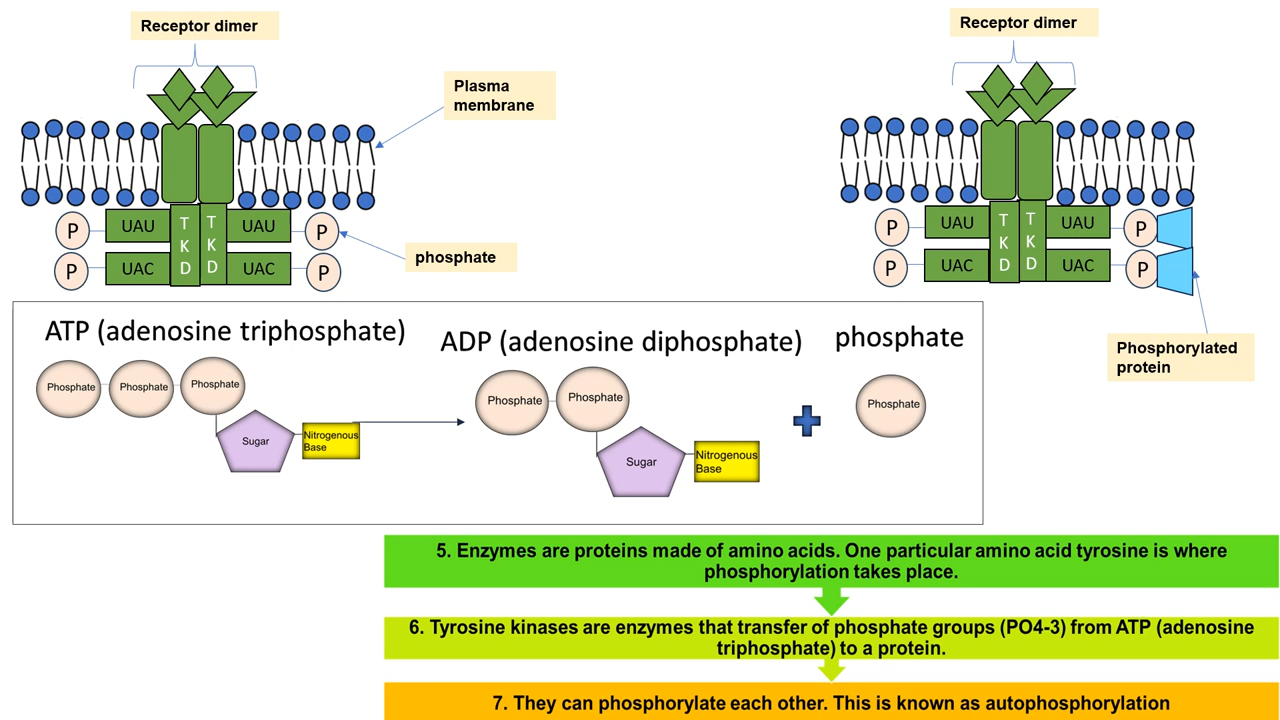 Receptor dimer
Plasma
membrane
P
UAU
T
K
D
T
K
D
UAU
P
P
UAC
UAC
P
phosphate
Receptor dimer
P
UAU
T
K
D
T
K
D
UAU
P
P
UAC
UAC
P
Phosphorylated
protein
ATP (adenosine triphosphate)
Phosphate
Phosphate
Phosphate
Sugar
Nitrogenous
Base
ADP (adenosine diphosphate)
Phosphate
Phosphate
Sugar
Nitrogenous
Base
phosphate
Phosphate
5. Enzymes are proteins made of amino acids. One particular amino acid tyrosine is where
phosphorylation takes place.
6. Tyrosine kinases are enzymes that transfer of phosphate groups (PO4-3) from ATP (adenosine
triphosphate) to a protein.
7. They can phosphorylate each other. This is known as autophosphorylation